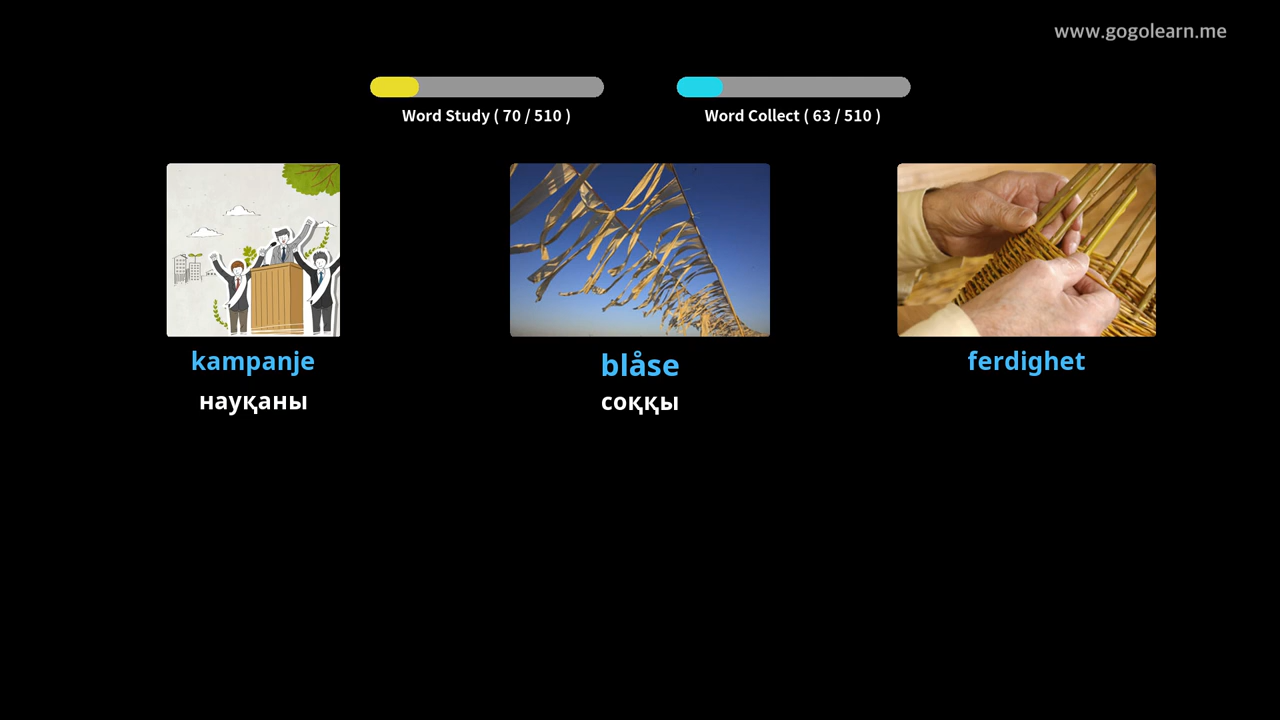 www.gogolearn.me
Word Study ( 70 / 510 )
Word Collect ( 63 / 510 )
kampanje
науқаны
blåse
соққы
ferdighet